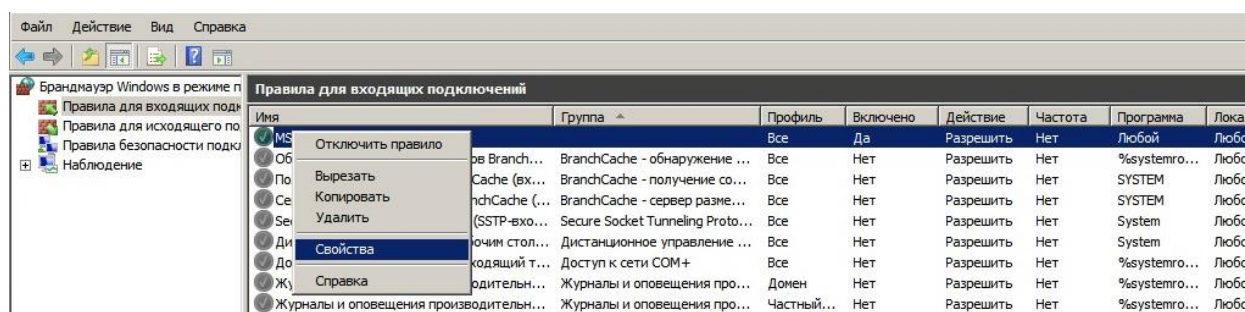 Файл Действие Вид Справка
Брандмауэр Windows в режиме п
Правила для входящих подк
Правила для исходящего по
Правила безопасности подкл
Наблюдение
Правила для входящих подключений
Имя Группа Профиль Включено Действие Частота Программа Лока
MS Все Да Разрешить Нет Любой Любо
Об ов Branch... BranchCache - обнаружение ... Все Нет Разрешить Нет %systemro... Любо
По Cache (вх... BranchCache - получение со... Все Нет Разрешить Нет SYSTEM Любо
Се nchCache (... BranchCache - сервер разме... Все Нет Разрешить Нет SYSTEM Любо
Sec (SSTP-вхо... Secure Socket Tunneling Proto... Все Нет Разрешить Нет System Любо
Ди очим стол... Дистанционное управление ... Все Нет Разрешить Нет System Любо
До ходящий т... Доступ к сети COM+ Все Нет Разрешить Нет %systemro... Любо
Жу одительн... Журналы и оповещения про... Домен Нет Разрешить Нет %systemro... Любо
Журналы и оповещения производительн... Журналы и оповещения про... Частный... Нет Разрешить Нет %systemro... Любо
Отключить правило
Вырезать
Копировать
Удалить
Свойства
Справка